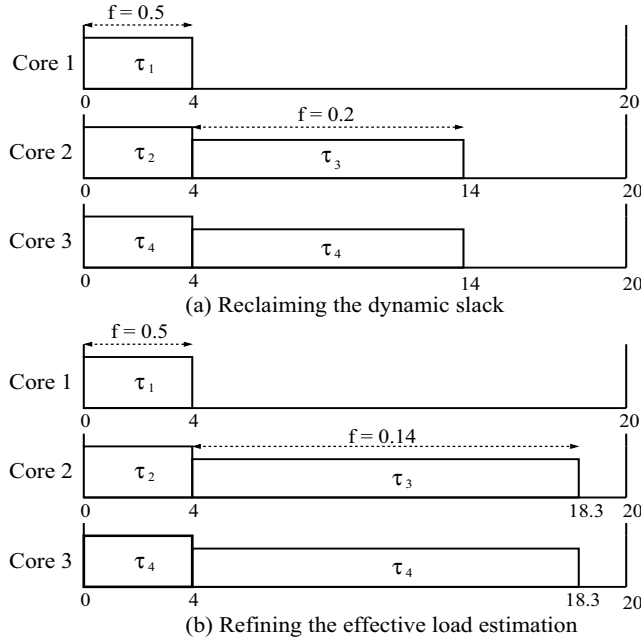 f = 0.5
Core 1 τ1
0 4 20
f = 0.2
Core 2 τ2 τ3
0 4 14 20
Core 3 τ4 τ4
0 4 14 20
(a) Reclaiming the dynamic slack
f = 0.5
Core 1 τ1
0 4 20
f = 0.14
Core 2 τ2 τ3
0 4 18.3 20
Core 3 τ4 τ4
0 4 18.3 20
(b) Refining the effective load estimation